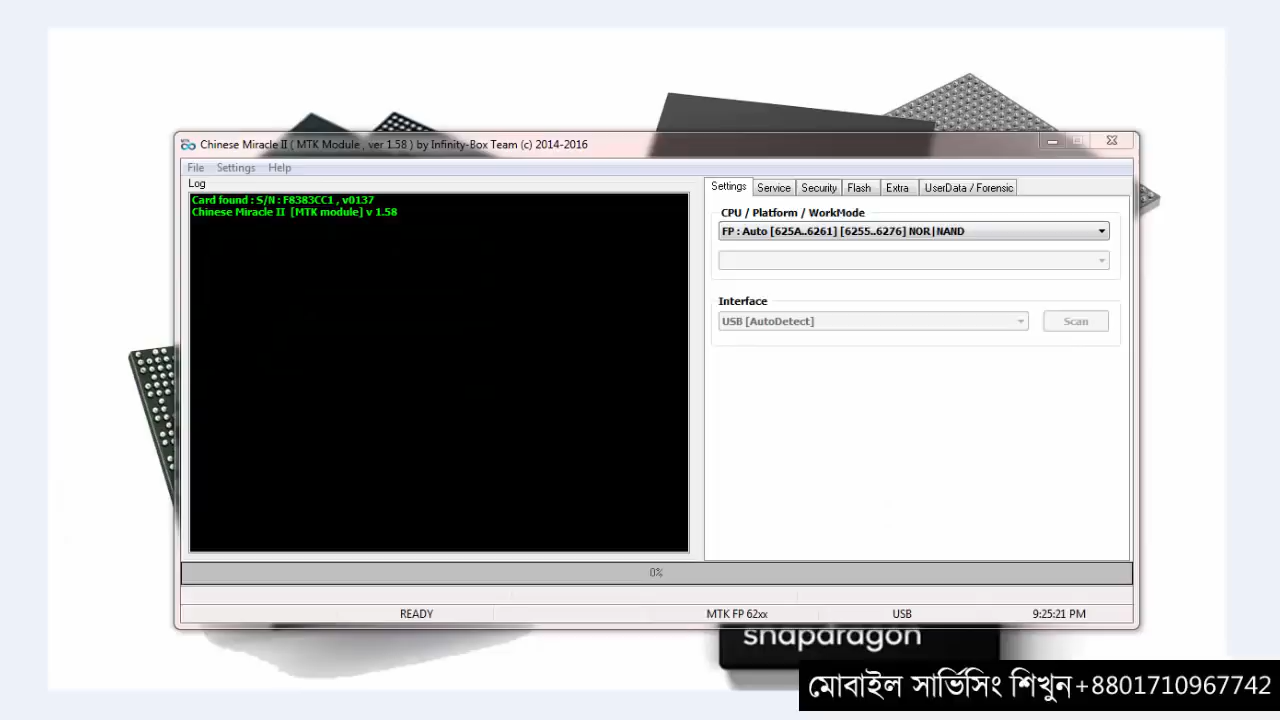 Chinese Miracle II ( MTK Module , ver 1.58 ) by Infinity-Box Team (c) 2014-2016
File Settings Help
Log
Card found : S/N : F8383CC1 , v0137
Chinese Miracle II [MTK module] v 1.58
Settings Service Security Flash Extra UserData / Forensic
CPU / Platform / WorkMode
FP : Auto [625A..6261] [6255..6276] NOR|NAND
Interface
USB [AutoDetect] Scan
0%
READY MTK FP 62xx USB 9:25:21 PM
snapdragon
মোবাইল সার্ভিসিং শিখুন+8801710967742